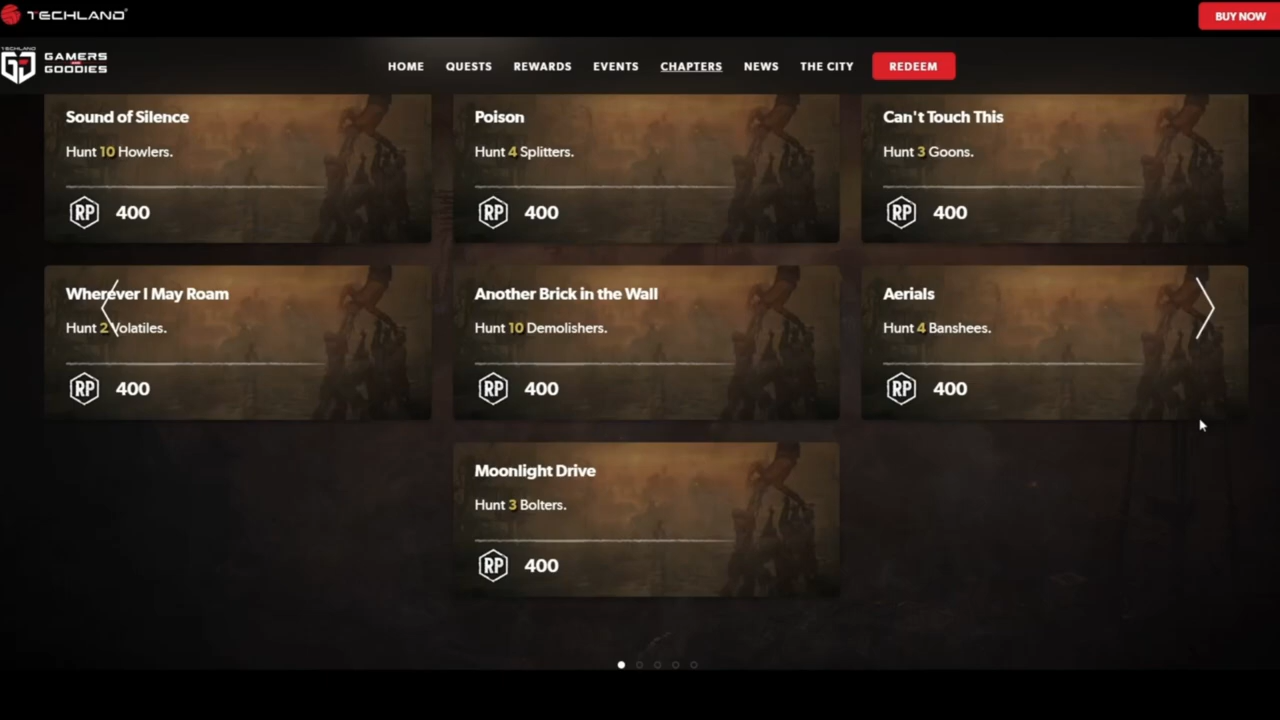 TECHLAND
BUY NOW
TECHLAND
GAMERS
AND
GOODIES
HOME QUESTS REWARDS EVENTS CHAPTERS NEWS THE CITY REDEEM
Sound of Silence
Hunt 10 Howlers.
RP 400
Poison
Hunt 4 Splitters.
RP 400
Can't Touch This
Hunt 3 Goons.
RP 400
Wherever I May Roam
Hunt 2 Volatiles.
RP 400
Another Brick in the Wall
Hunt 10 Demolishers.
RP 400
Aerials
Hunt 4 Banshees.
RP 400
Moonlight Drive
Hunt 3 Bolters.
RP 400